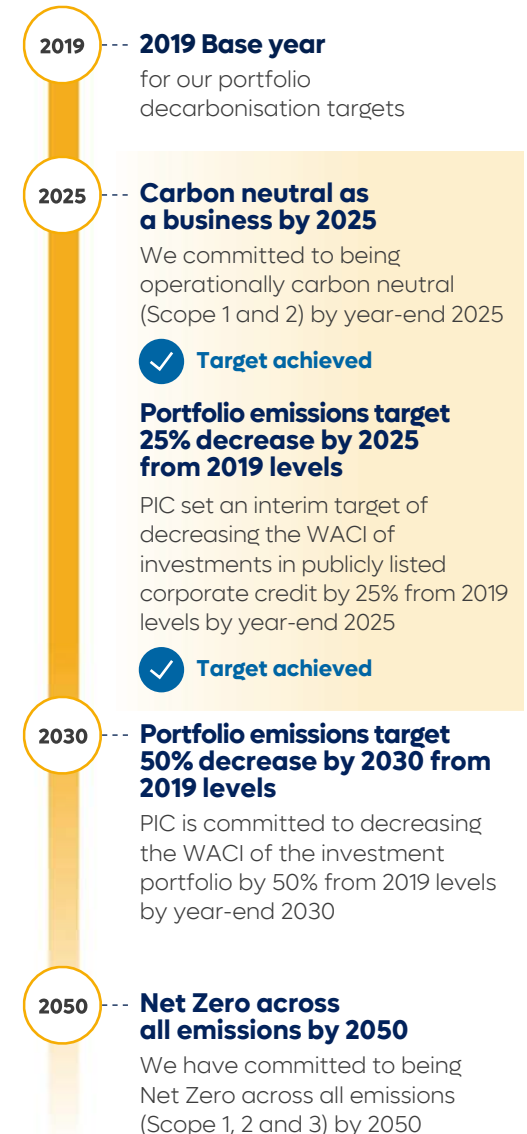 2019
2019 Base year
for our portfolio
decarbonisation targets
2025
Carbon neutral as
a business by 2025
We committed to being
operationally carbon neutral
(Scope 1 and 2) by year-end 2025
Target achieved
Portfolio emissions target
25% decrease by 2025
from 2019 levels
PIC set an interim target of
decreasing the WACI of
investments in publicly listed
corporate credit by 25% from 2019
levels by year-end 2025
Target achieved
2030
Portfolio emissions target
50% decrease by 2030 from
2019 levels
PIC is committed to decreasing
the WACI of the investment
portfolio by 50% from 2019 levels
by year-end 2030
2050
Net Zero across
all emissions by 2050
We have committed to being
Net Zero across all emissions
(Scope 1, 2 and 3) by 2050